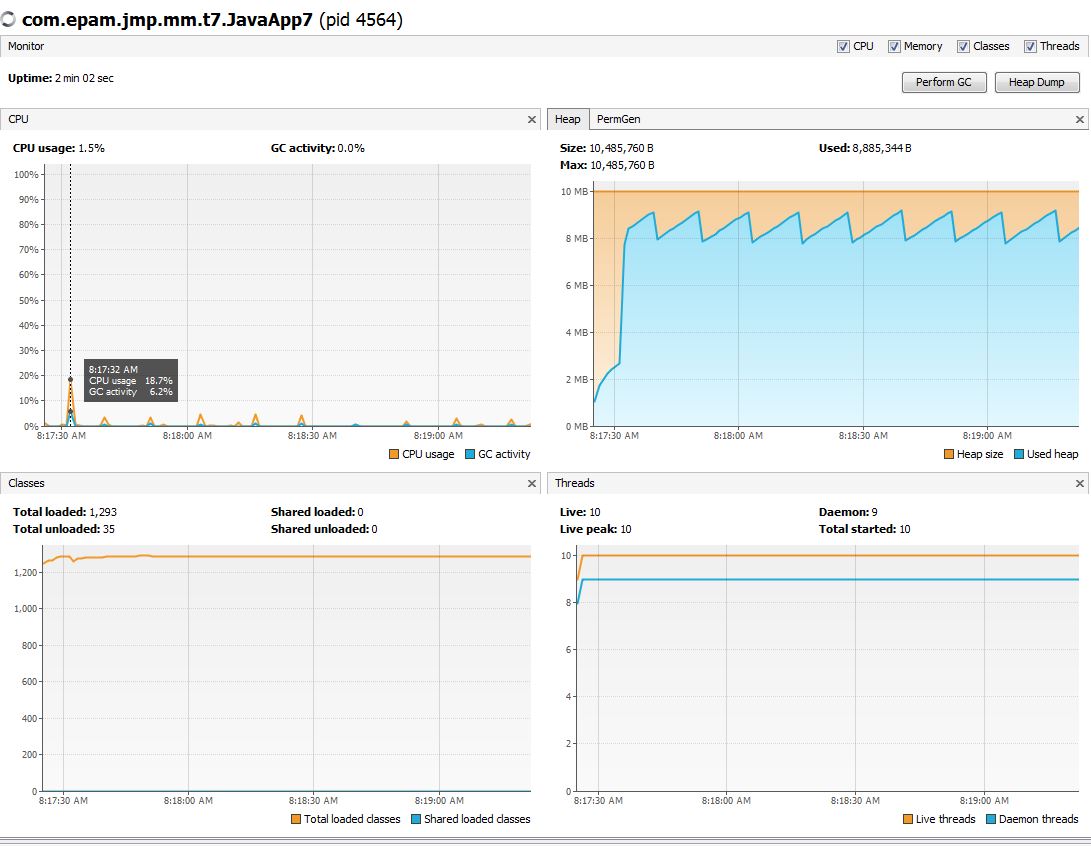 com.epam.jmp.mm.t7.JavaApp7 (pid 4564)
Monitor
CPU Memory Classes Threads
Uptime: 2 min 02 sec
Perform GC Heap Dump
CPU
CPU usage: 1.5% GC activity: 0.0%
100%
90%
80%
70%
60%
50%
40%
30%
20%
10%
0%
8:17:32 AM
CPU usage 18.7%
GC activity 6.2%
8:17:30 AM 8:18:00 AM 8:18:30 AM 8:19:00 AM
CPU usage GC activity
Heap PermGen
Size: 10,485,760 B Used: 8,885,344 B
Max: 10,485,760 B
10 MB
8 MB
6 MB
4 MB
2 MB
0 MB
8:17:30 AM 8:18:00 AM 8:18:30 AM 8:19:00 AM
Heap size Used heap
Classes
Total loaded: 1,293 Shared loaded: 0
Total unloaded: 35 Shared unloaded: 0
1,200
1,000
800
600
400
200
0
8:17:30 AM 8:18:00 AM 8:18:30 AM 8:19:00 AM
Total loaded classes Shared loaded classes
Threads
Live: 10 Daemon: 9
Live peak: 10 Total started: 10
10
8
6
4
2
0
8:17:30 AM 8:18:00 AM 8:18:30 AM 8:19:00 AM
Live threads Daemon threads